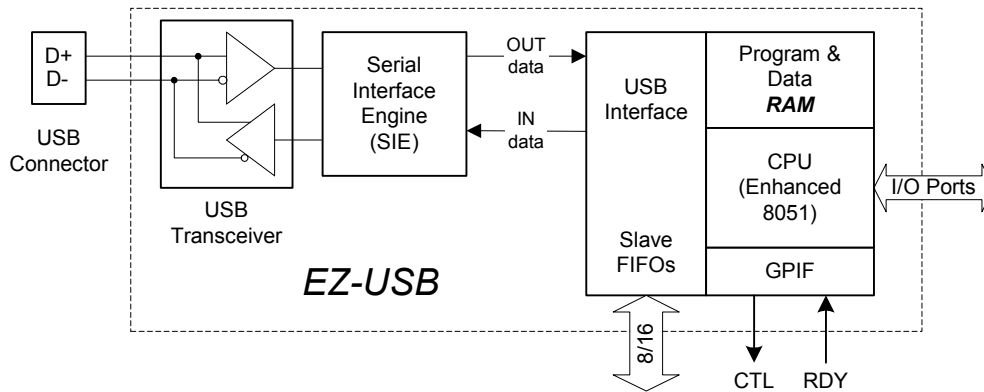 D+
D-
USB
Connector
USB
Transceiver
Serial
Interface
Engine
(SIE)
OUT
data
IN
data
USB
Interface
Slave
FIFOs
Program &
Data
RAM
CPU
(Enhanced
8051)
GPIF
I/O Ports
EZ-USB
8/16
CTL
RDY